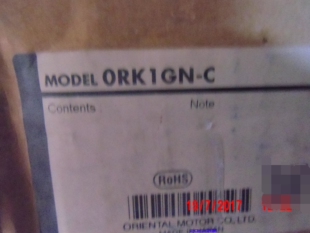 MODEL 0RK1GN-C
Contents Note
RoHS
ORIENTAL MOTOR CO.,LTD.